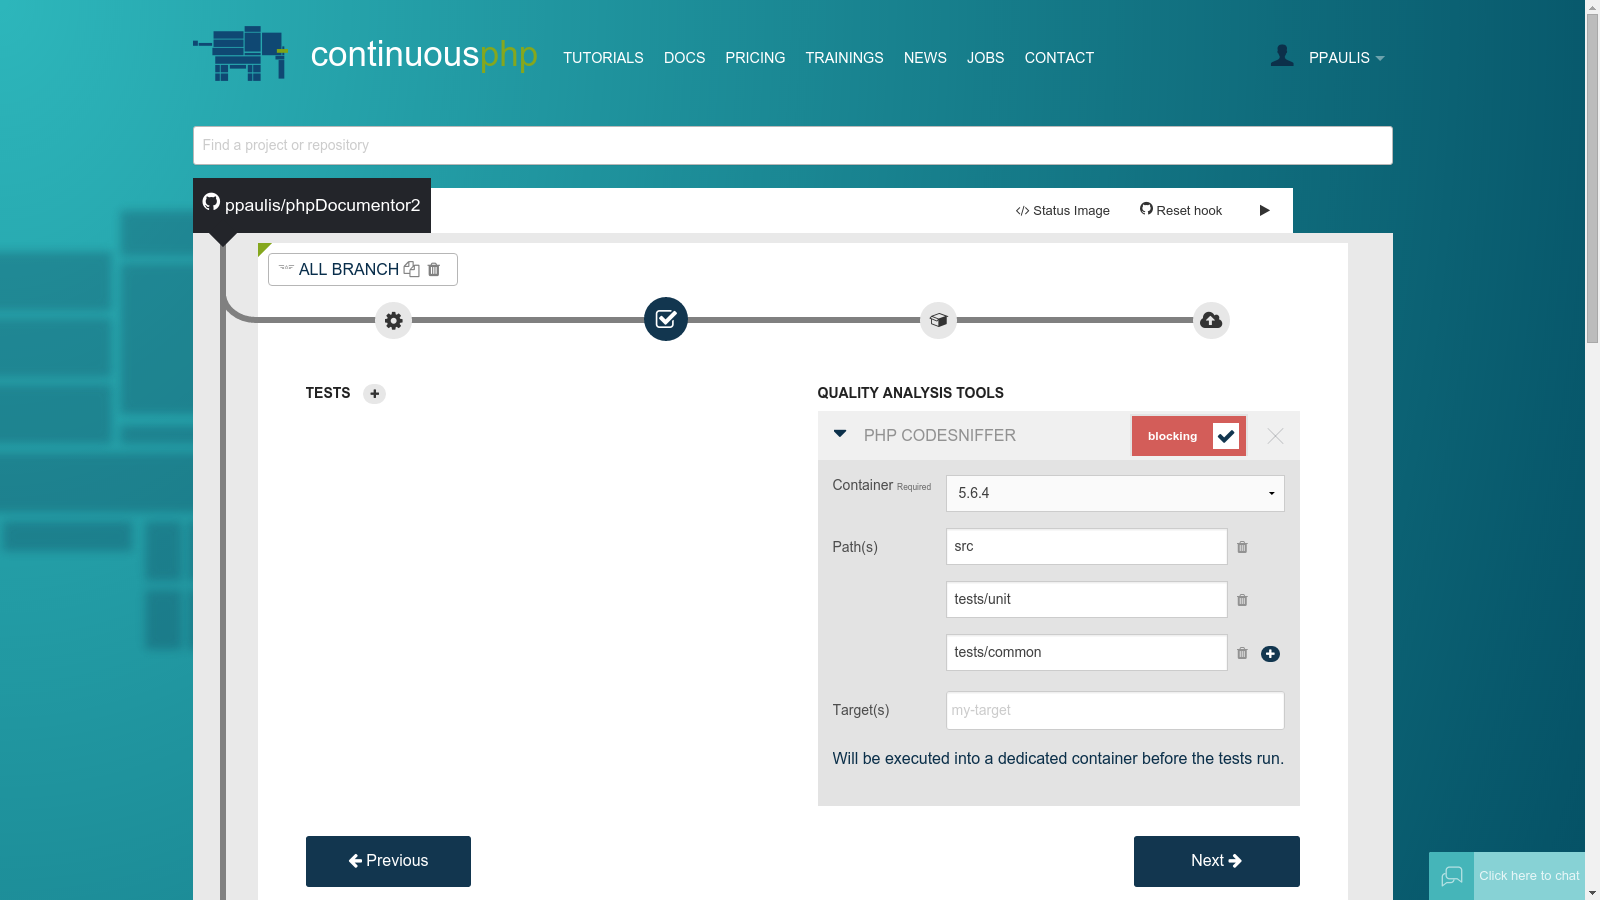 continuousphp
TUTORIALS DOCS PRICING TRAININGS NEWS JOBS CONTACT
PPAULIS
Find a project or repository
ppaulis/phpDocumentor2
</> Status Image Reset hook
ALL BRANCH
TESTS
QUALITY ANALYSIS TOOLS
PHP CODESNIFFER blocking
Container Required 5.6.4
Path(s) src
tests/unit
tests/common
Target(s) my-target
Will be executed into a dedicated container before the tests run.
Previous Next
Click here to chat